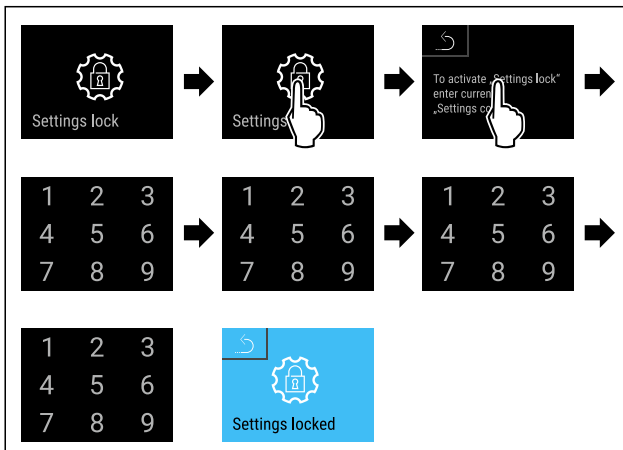 Settings lock
Settings
To activate „Settings lock“
enter curren
„Settings co
1 2 3
4 5 6
7 8 9
1 2 3
4 5 6
7 8 9
1 2 3
4 5 6
7 8 9
1 2 3
4 5 6
7 8 9
Settings locked